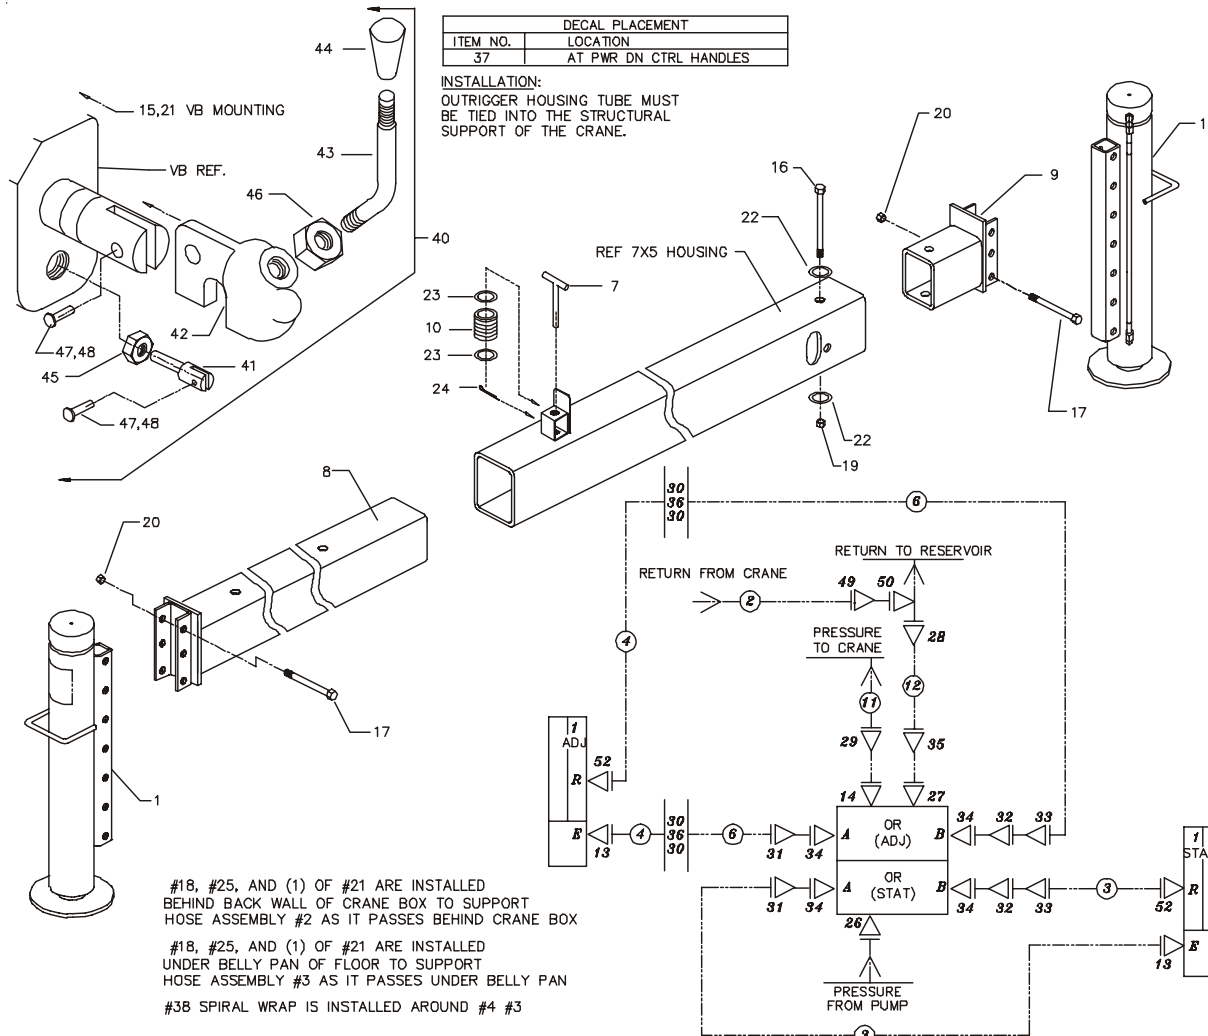 DECAL PLACEMENT
ITEM NO. LOCATION
37 AT PWR DN CTRL HANDLES
INSTALLATION:
OUTRIGGER HOUSING TUBE MUST
BE TIED INTO THE STRUCTURAL
SUPPORT OF THE CRANE.
44
15,21 VB MOUNTING
43
VB REF.
46
40
42
47,48
45
41
47,48
16
22
REF 7X5 HOUSING
23
7
10
23
24
22
19
20
1
9
17
8
20
17
1
30
36
30
6
RETURN TO RESERVOIR
RETURN FROM CRANE
2
49
50
28
4
PRESSURE
TO CRANE
11
12
29
35
1
ADJ
R
52
E
13
4
30
36
30
6
31
34
14
27
A
OR
(ADJ)
B
34
32
33
31
34
A
OR
(STAT)
B
34
32
33
3
52
1
STA
R
E
13
26
PRESSURE
FROM PUMP
3
#18, #25, AND (1) OF #21 ARE INSTALLED
BEHIND BACK WALL OF CRANE BOX TO SUPPORT
HOSE ASSEMBLY #2 AS IT PASSES BEHIND CRANE BOX
#18, #25, AND (1) OF #21 ARE INSTALLED
UNDER BELLY PAN OF FLOOR TO SUPPORT
HOSE ASSEMBLY #3 AS IT PASSES UNDER BELLY PAN
#38 SPIRAL WRAP IS INSTALLED AROUND #4 #3